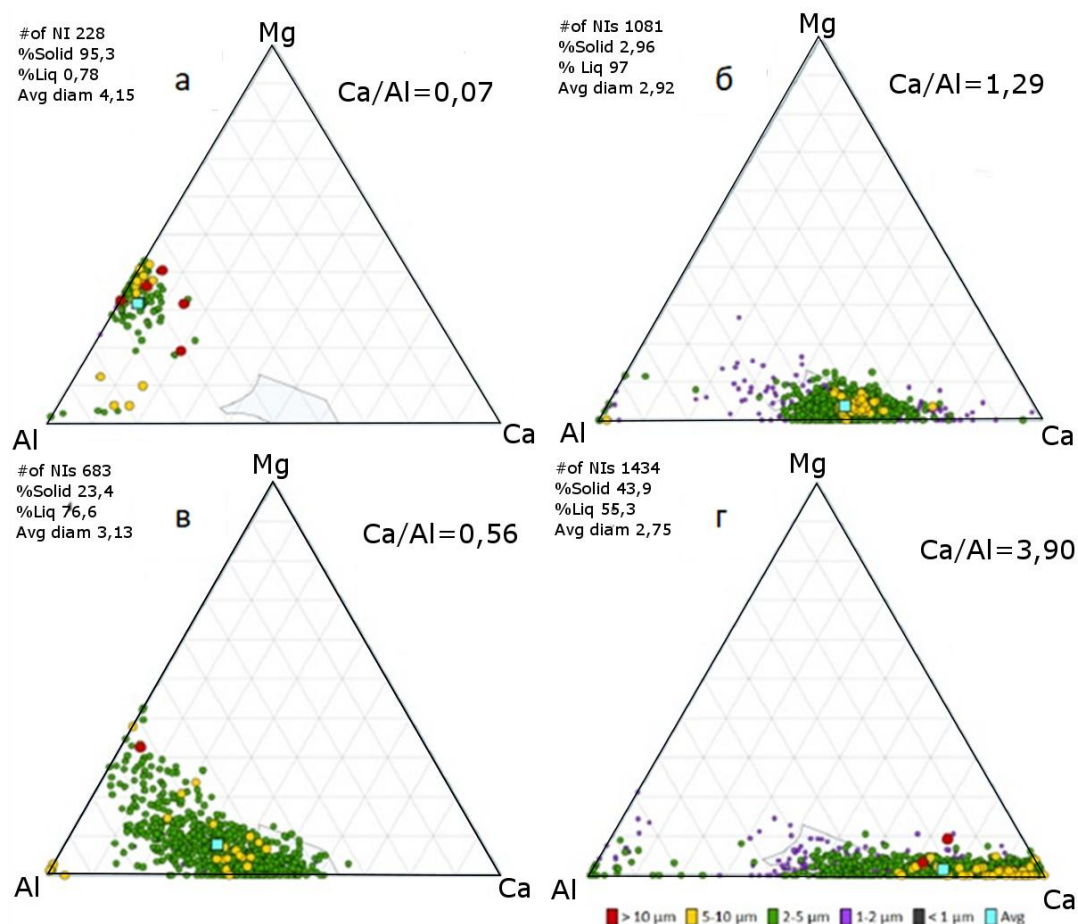 #of NI 228
%Solid 95,3
%Liq 0,78
Avg diam 4,15
а
Mg
Ca/Al=0,07
Al
Ca
#of NIs 1081
%Solid 2,96
% Liq 97
Avg diam 2,92
б
Mg
Ca/Al=1,29
Al
Ca
#of NIs 683
%Solid 23,4
%Liq 76,6
Avg diam 3,13
в
Mg
Ca/Al=0,56
Al
Ca
#of NIs 1434
%Solid 43,9
%Liq 55,3
Avg diam 2,75
г
Mg
Ca/Al=3,90
Al
Ca
> 10 µm 5-10 µm 2-5 µm 1-2 µm < 1 µm Avg